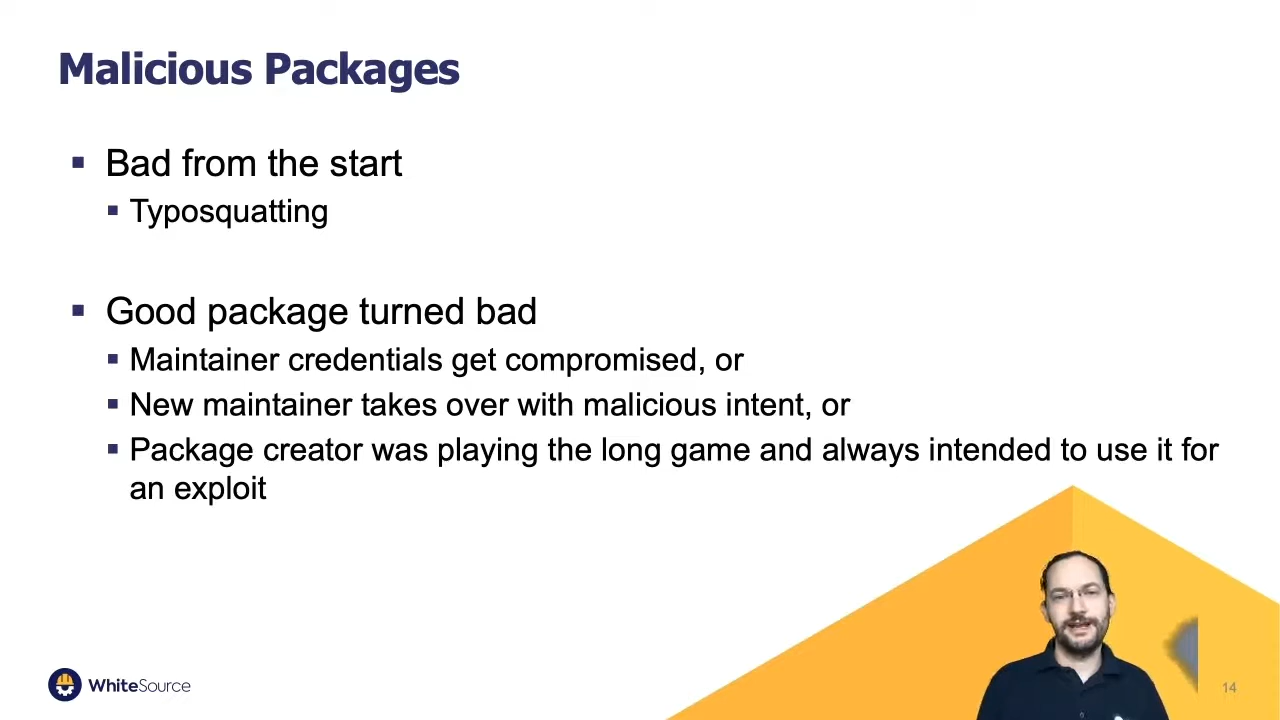 Malicious Packages
Bad from the start
Typosquatting
Good package turned bad
Maintainer credentials get compromised, or
New maintainer takes over with malicious intent, or
Package creator was playing the long game and always intended to use it for
an exploit
WhiteSource
14